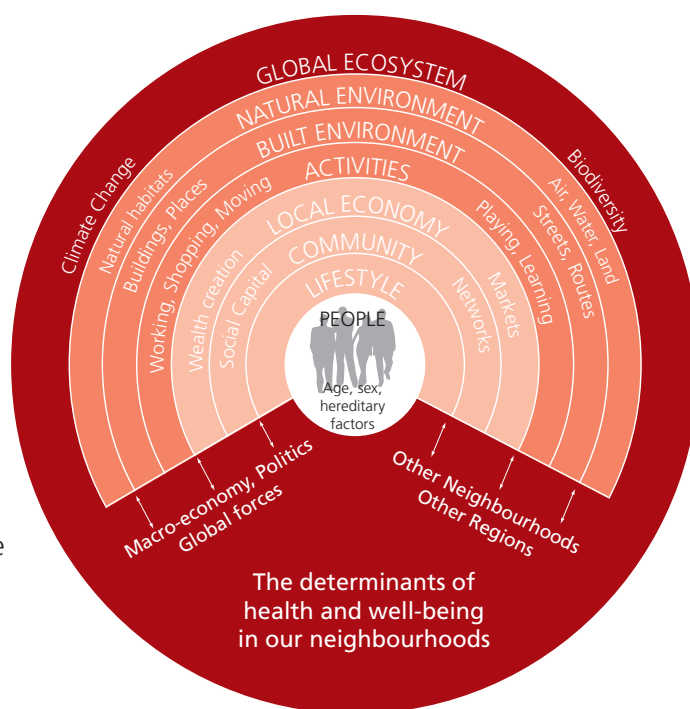 GLOBAL ECOSYSTEM
Climate Change
Biodiversity
NATURAL ENVIRONMENT
Natural habitats
Air, Water, Land
BUILT ENVIRONMENT
Buildings, Places
Streets, Routes
ACTIVITIES
Working, Shopping, Moving
Playing, Learning
LOCAL ECONOMY
Wealth creation
Markets
COMMUNITY
Social Capital
Networks
LIFESTYLE
PEOPLE
Age, sex,
hereditary
factors
Macro-economy, Politics
Global forces
Other Neighbourhoods
Other Regions
e
The determinants of
health and well-being
in our neighbourhoods